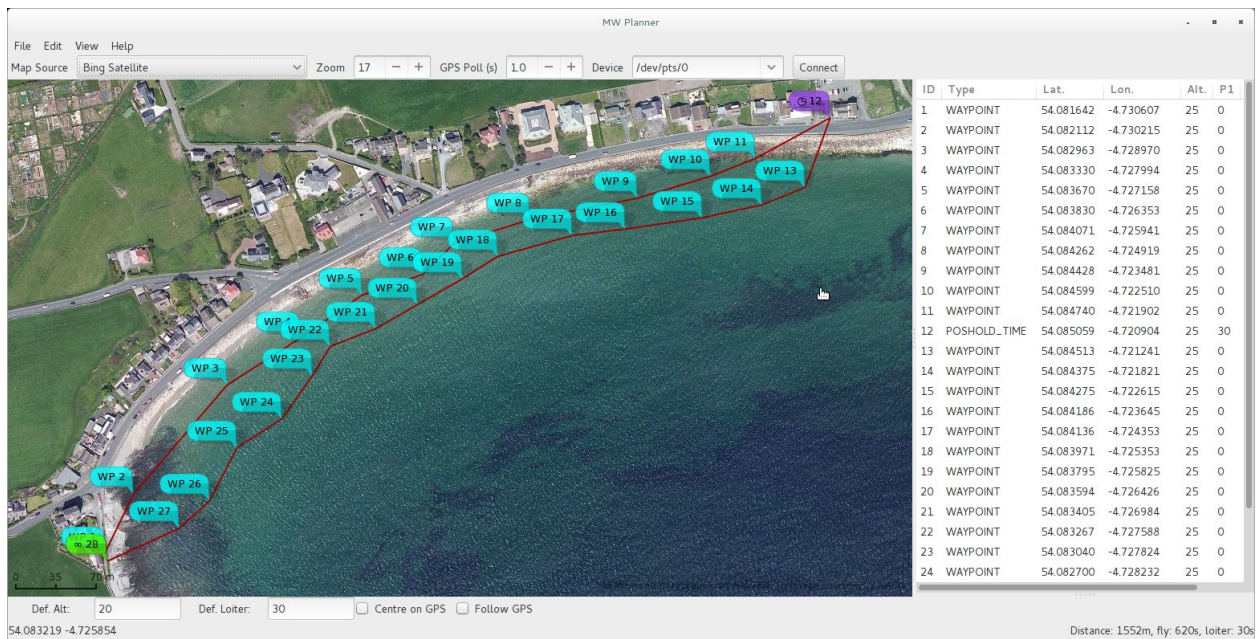 MW Planner
File Edit View Help
Map Source Bing Satellite Zoom 17 − + GPS Poll (s) 1.0 − + Device /dev/pts/0 Connect
12
WP 11
WP 10
WP 13
WP 9
WP 14
WP 8
WP 15
WP 17 WP 16
WP 7
WP 18
WP 6 WP 19
WP 5
WP 20
WP 21
WP 22
WP 23
WP 3
WP 24
WP 25
WP 2
WP 26
WP 27
∞ 28
0 35 70 m
ID Type Lat. Lon. Alt. P1
1 WAYPOINT 54.081642 -4.730607 25 0
2 WAYPOINT 54.082112 -4.730215 25 0
3 WAYPOINT 54.082963 -4.728970 25 0
4 WAYPOINT 54.083330 -4.727994 25 0
5 WAYPOINT 54.083670 -4.727158 25 0
6 WAYPOINT 54.083830 -4.726353 25 0
7 WAYPOINT 54.084071 -4.725941 25 0
8 WAYPOINT 54.084262 -4.724919 25 0
9 WAYPOINT 54.084428 -4.723481 25 0
10 WAYPOINT 54.084599 -4.722510 25 0
11 WAYPOINT 54.084740 -4.721902 25 0
12 POSHOLD_TIME 54.085059 -4.720904 25 30
13 WAYPOINT 54.084513 -4.721241 25 0
14 WAYPOINT 54.084375 -4.721821 25 0
15 WAYPOINT 54.084275 -4.722615 25 0
16 WAYPOINT 54.084186 -4.723645 25 0
17 WAYPOINT 54.084136 -4.724353 25 0
18 WAYPOINT 54.083971 -4.725353 25 0
19 WAYPOINT 54.083795 -4.725825 25 0
20 WAYPOINT 54.083594 -4.726426 25 0
21 WAYPOINT 54.083405 -4.726984 25 0
22 WAYPOINT 54.083267 -4.727588 25 0
23 WAYPOINT 54.083040 -4.727824 25 0
24 WAYPOINT 54.082700 -4.728232 25 0
Def. Alt: 20 Def. Loiter: 30 Centre on GPS Follow GPS
54.083219 -4.725854 Distance: 1552m, fly: 620s, loiter: 30s